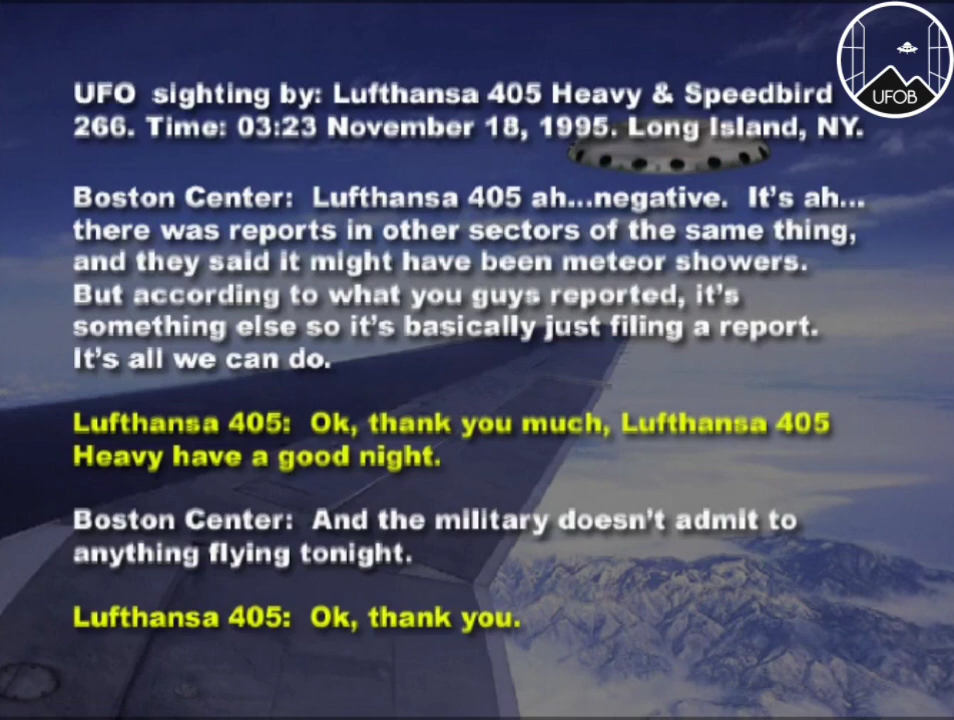 UFOB
UFO sighting by: Lufthansa 405 Heavy & Speedbird
266. Time: 03:23 November 18, 1995. Long Island, NY.
Boston Center: Lufthansa 405 ah...negative. It's ah...
there was reports in other sectors of the same thing,
and they said it might have been meteor showers.
But according to what you guys reported, it's
something else so it's basically just filing a report.
It's all we can do.
Lufthansa 405: Ok, thank you much, Lufthansa 405
Heavy have a good night.
Boston Center: And the military doesn't admit to
anything flying tonight.
Lufthansa 405: Ok, thank you.